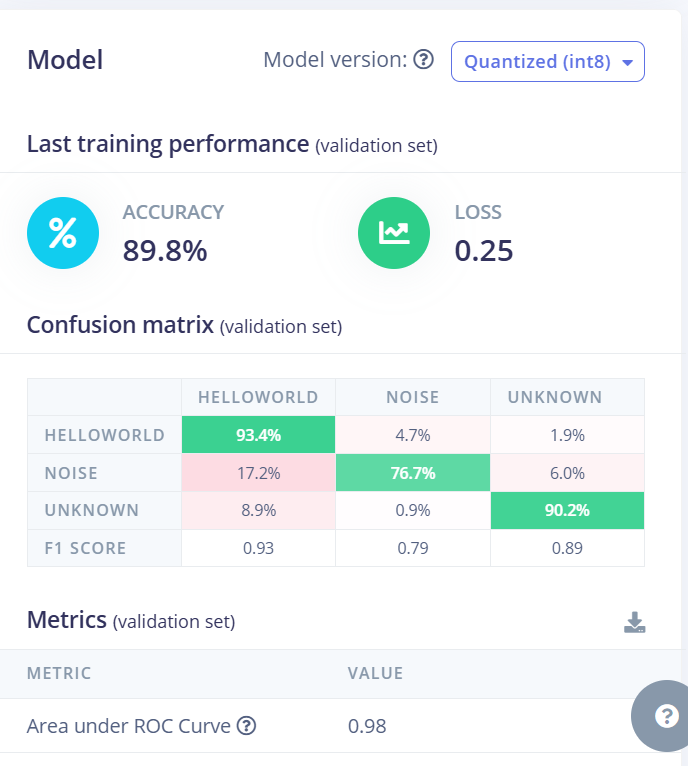 Model
Model version: ?
Quantized (int8)
Last training performance (validation set)
%
ACCURACY
89.8%
LOSS
0.25
Confusion matrix (validation set)
HELLOWORLD NOISE UNKNOWN
HELLOWORLD 93.4% 4.7% 1.9%
NOISE 17.2% 76.7% 6.0%
UNKNOWN 8.9% 0.9% 90.2%
F1 SCORE 0.93 0.79 0.89
Metrics (validation set)
METRIC VALUE
Area under ROC Curve ? 0.98
?